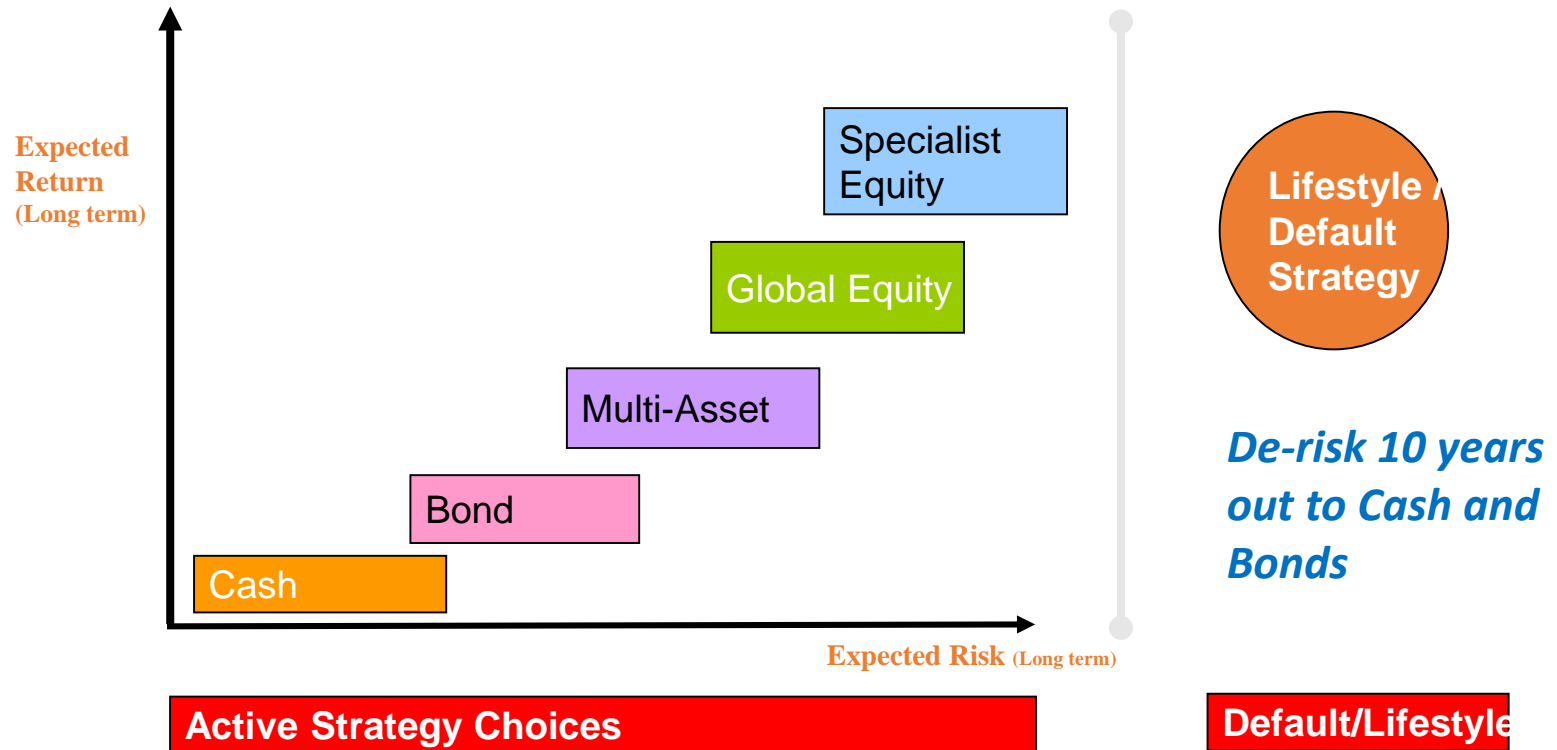 Expected
Return
(Long term)
Specialist
Equity
Global Equity
Multi-Asset
Bond
Cash
Expected Risk (Long term)
Active Strategy Choices
Lifestyle /
Default
Strategy
De-risk 10 years
out to Cash and
Bonds
Default/Lifestyle